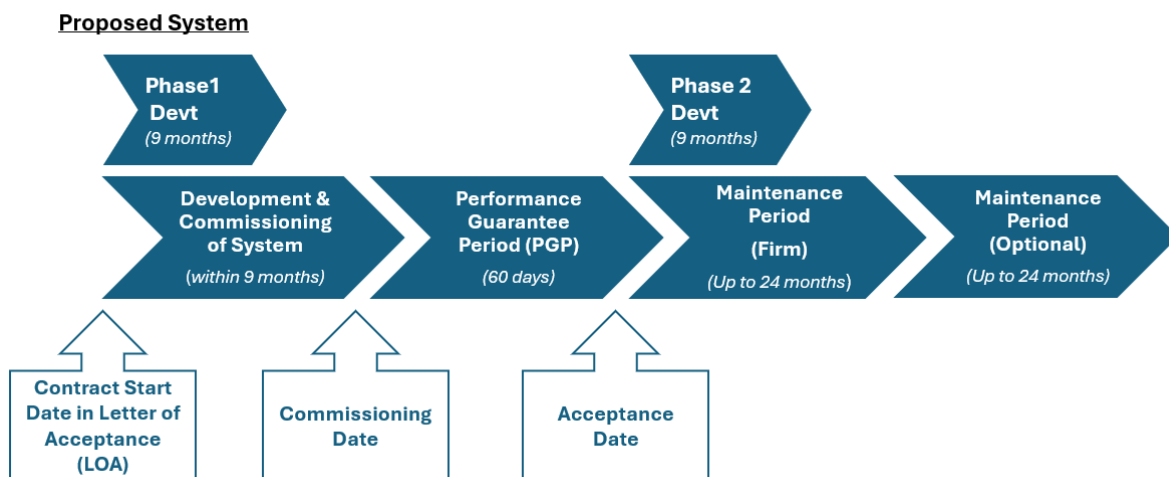 Proposed System
Phase1
Devt
(9 months)
Phase 2
Devt
(9 months)
Development &
Commissioning
of System
(within 9 months)
Performance
Guarantee
Period (PGP)
(60 days)
Maintenance
Period
(Firm)
(Up to 24 months)
Maintenance
Period
(Optional)
(Up to 24 months)
Contract Start
Date in Letter of
Acceptance
(LOA)
Commissioning
Date
Acceptance
Date